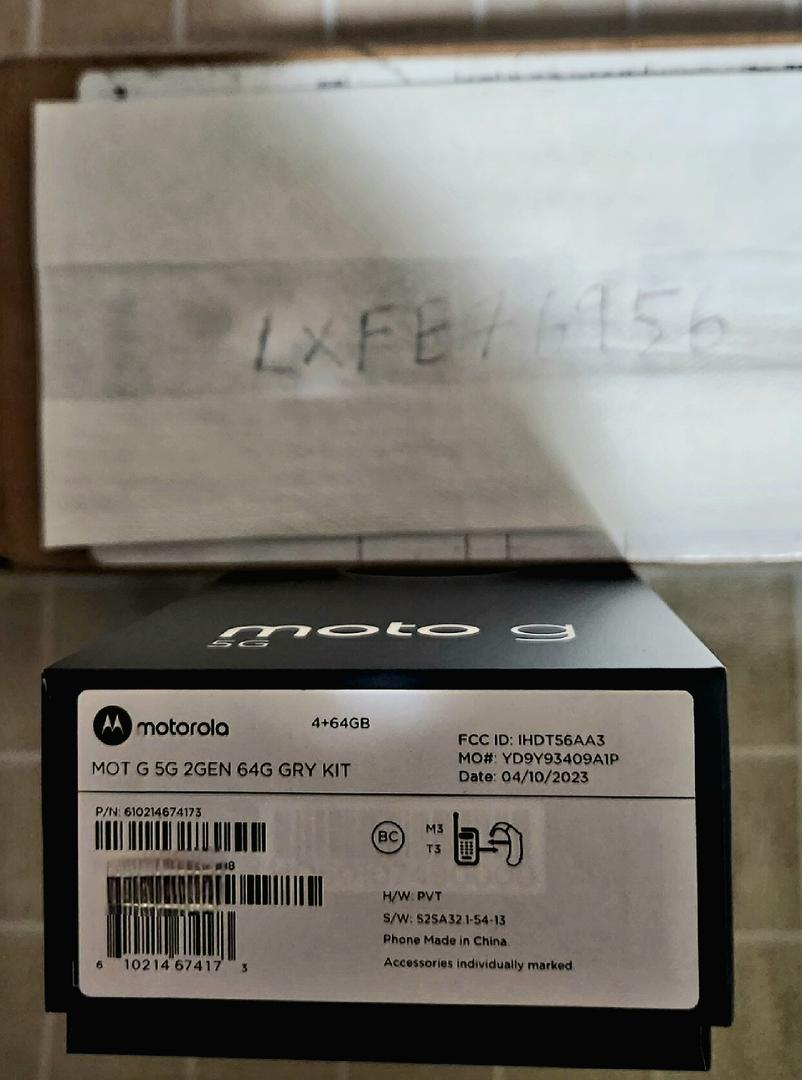 LXFE76956
moto g
5G
motorola
4+64GB
MOT G 5G 2GEN 64G GRY KIT
FCC ID: IHDT56AA3
MO#: YD9Y93409A1P
Date: 04/10/2023
P/N: 610214674173
BC
M3
T3
H/W: PVT
S/W: S2SA32.1-54-13
Phone Made in China
Accessories individually marked
6 10214 67417 3